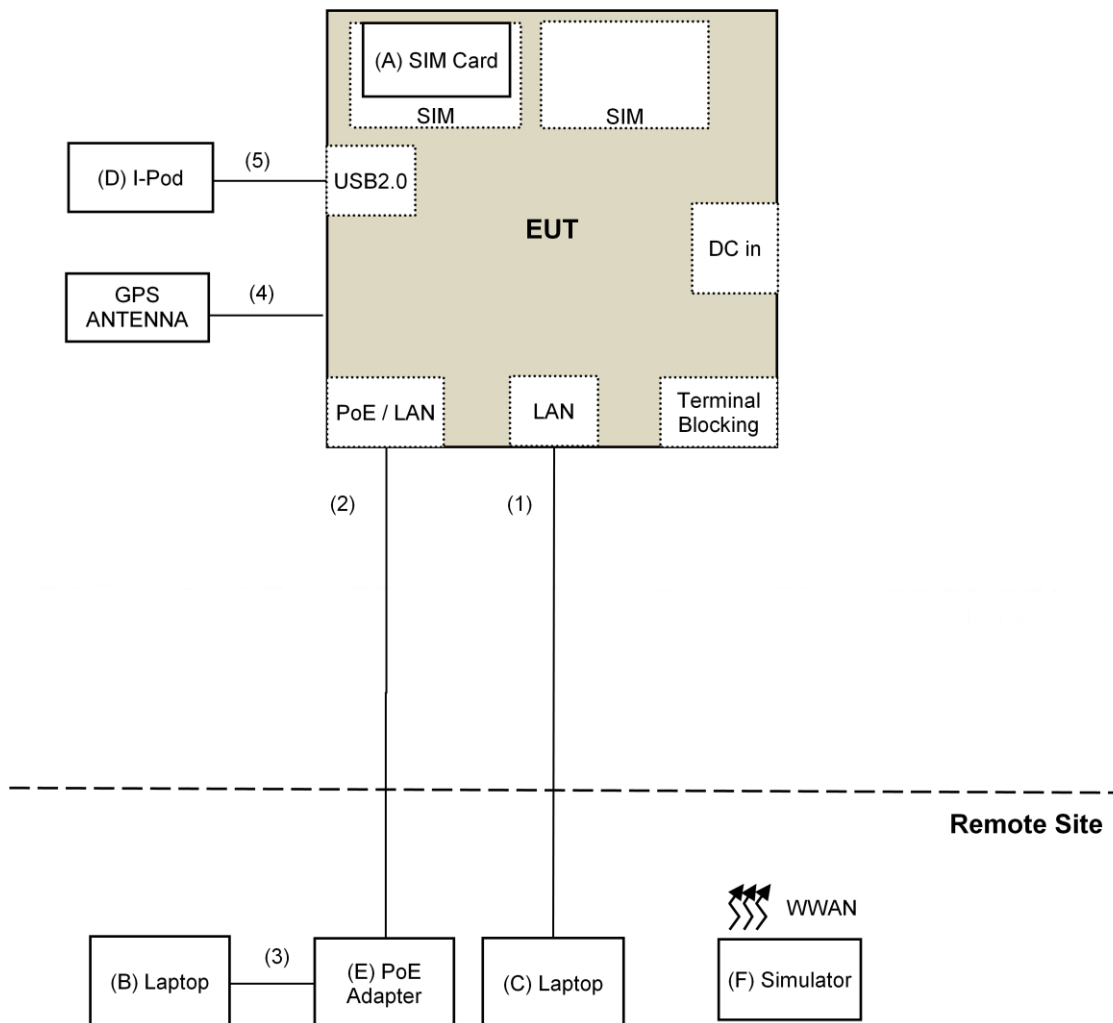 (A) SIM Card
SIM
SIM
(5)
(D) I-Pod
USB2.0
EUT
DC in
GPS
ANTENNA
(4)
PoE / LAN
LAN
Terminal
Blocking
(2)
(1)
Remote Site
WWAN
(B) Laptop
(3)
(E) PoE
Adapter
(C) Laptop
(F) Simulator